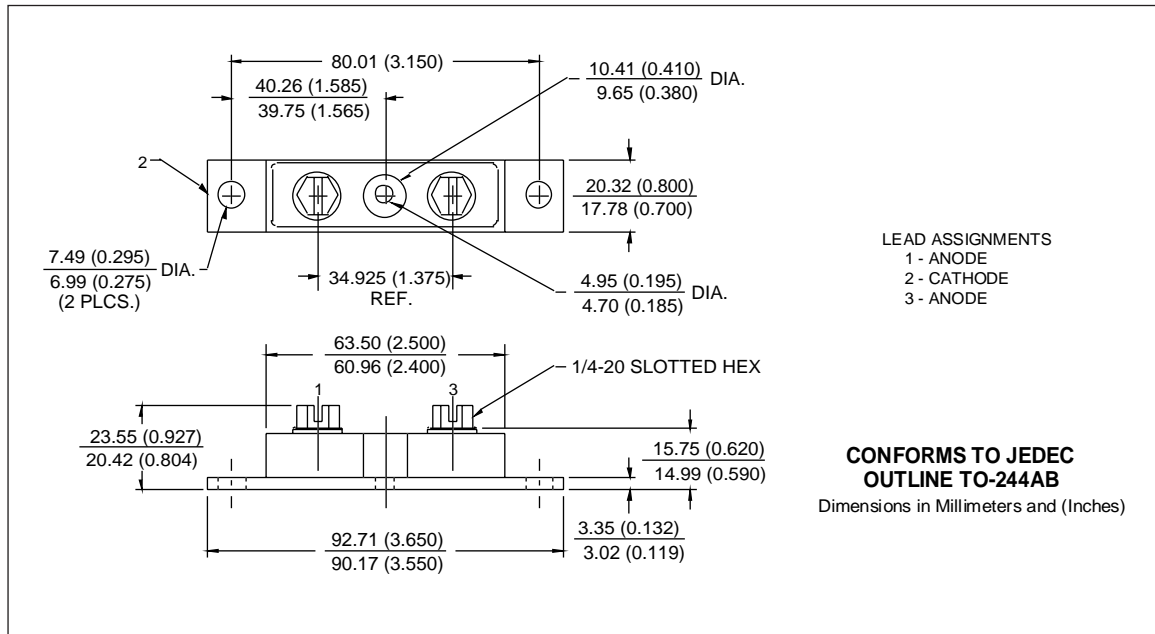 80.01 (3.150)
40.26 (1.585)
39.75 (1.565)
10.41 (0.410)
9.65 (0.380)
DIA.
2
20.32 (0.800)
17.78 (0.700)
7.49 (0.295)
6.99 (0.275)
DIA.
(2 PLCS.)
34.925 (1.375)
REF.
4.95 (0.195)
4.70 (0.185)
DIA.
LEAD ASSIGNMENTS
1 - ANODE
2 - CATHODE
3 - ANODE
63.50 (2.500)
60.96 (2.400)
1/4-20 SLOTTED HEX
1
3
23.55 (0.927)
20.42 (0.804)
15.75 (0.620)
14.99 (0.590)
3.35 (0.132)
3.02 (0.119)
92.71 (3.650)
90.17 (3.550)
CONFORMS TO JEDEC
OUTLINE TO-244AB
Dimensions in Millimeters and (Inches)